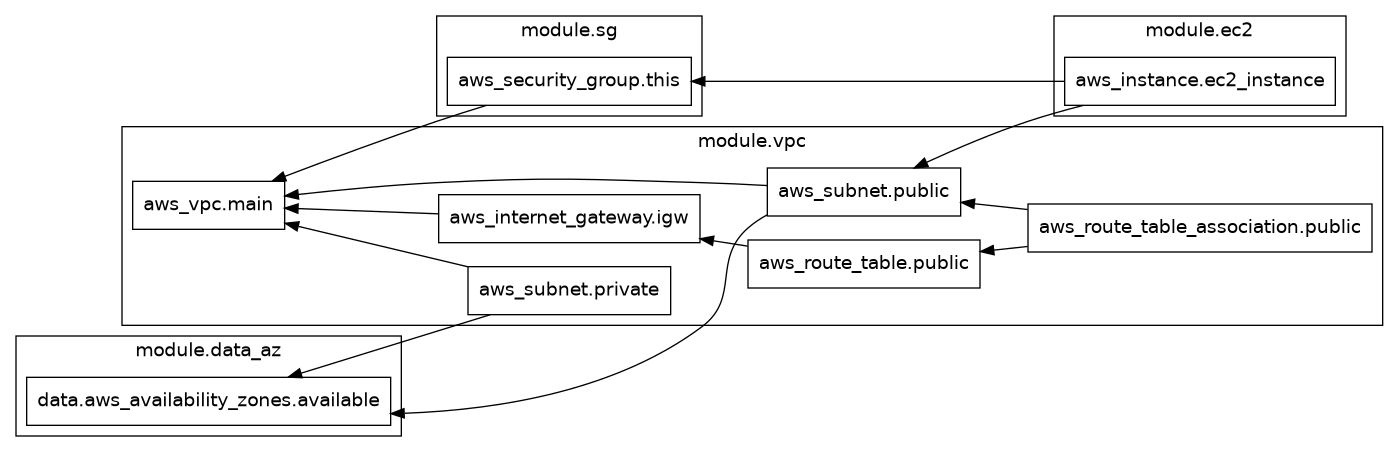 module.sg
aws_security_group.this
module.ec2
aws_instance.ec2_instance
module.vpc
aws_vpc.main
aws_subnet.public
aws_internet_gateway.igw
aws_route_table_association.public
aws_route_table.public
aws_subnet.private
module.data_az
data.aws_availability_zones.available